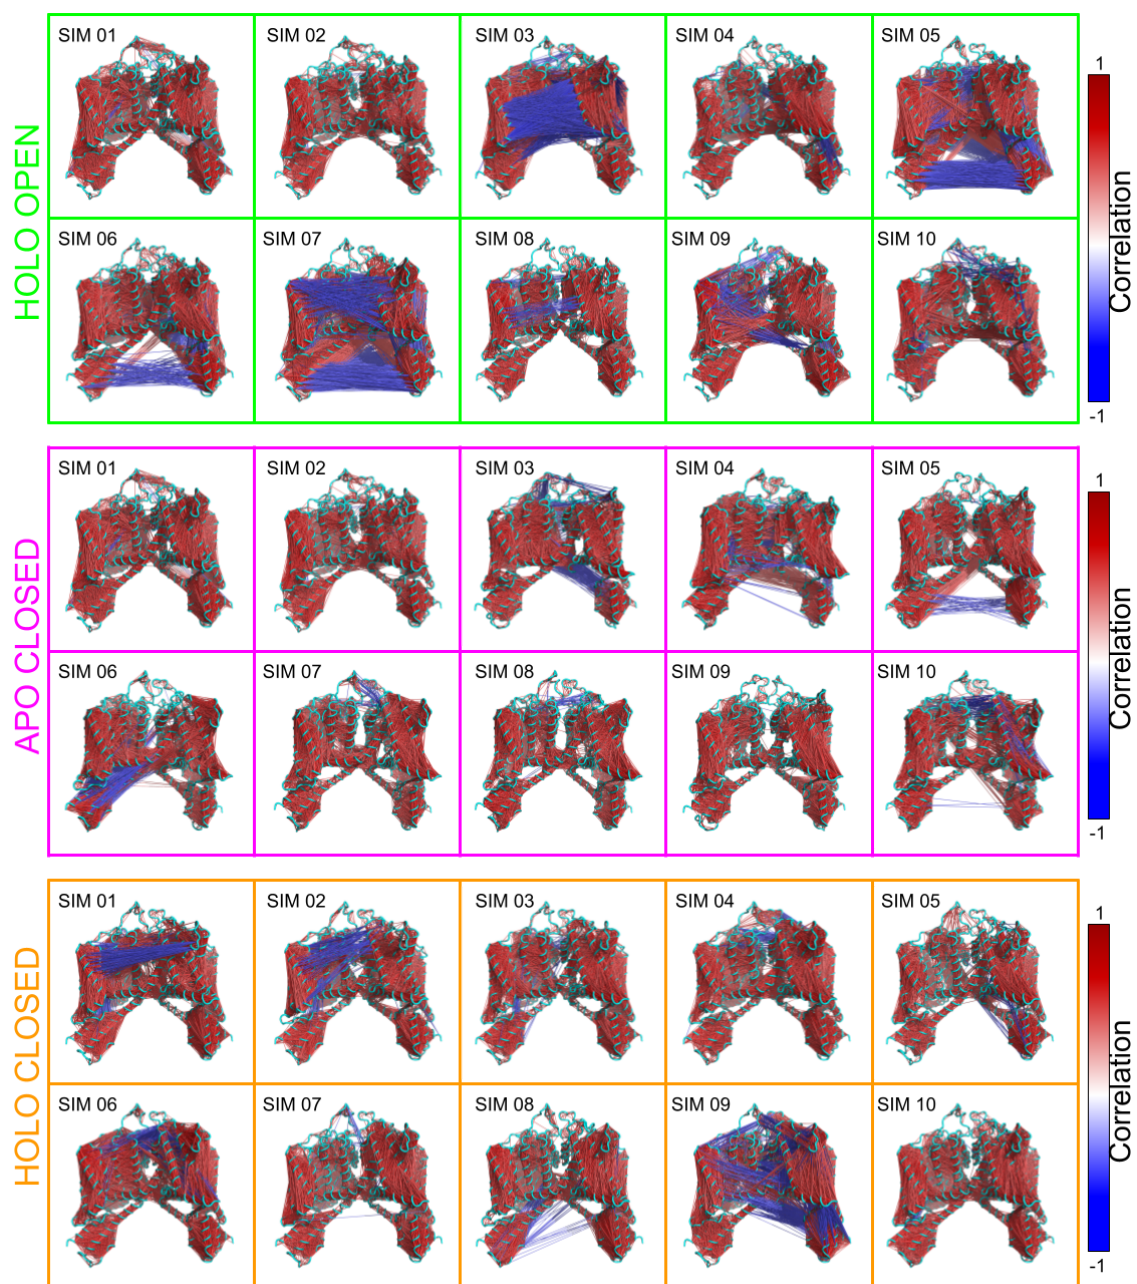 HOLO OPEN
SIM 01
SIM 02
SIM 03
SIM 04
SIM 05
SIM 06
SIM 07
SIM 08
SIM 09
SIM 10
1
Correlation
-1
APO CLOSED
SIM 01
SIM 02
SIM 03
SIM 04
SIM 05
SIM 06
SIM 07
SIM 08
SIM 09
SIM 10
1
Correlation
-1
HOLO CLOSED
SIM 01
SIM 02
SIM 03
SIM 04
SIM 05
SIM 06
SIM 07
SIM 08
SIM 09
SIM 10
1
Correlation
-1